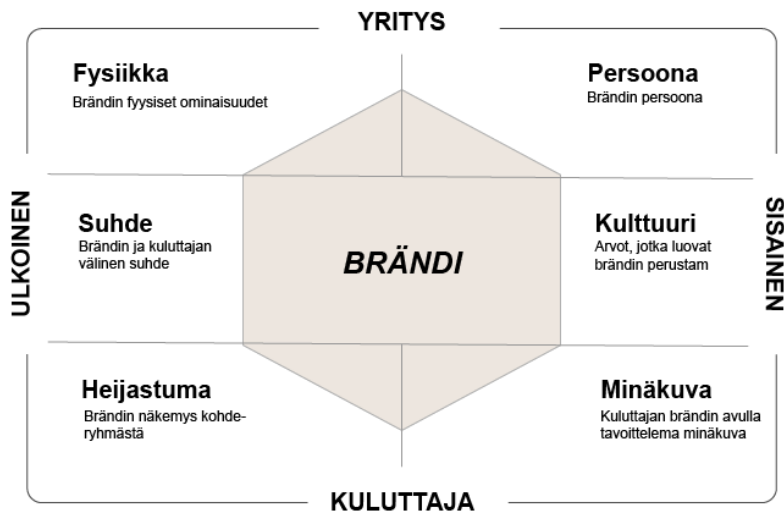 YRITYS
Fysiikka
Brändin fyysiset ominaisuudet
Persoona
Brändin persoona
ULKOINEN
Suhde
Brändin ja kuluttajan
välinen suhde
BRÄNDI
Kulttuuri
Arvot, jotka luovat
brändin perustam
SISÄINEN
Heijastuma
Brändin näkemys kohde-
ryhmästä
Minäkuva
Kuluttajan brändin avulla
tavoittelema minäkuva
KULUTTAJA